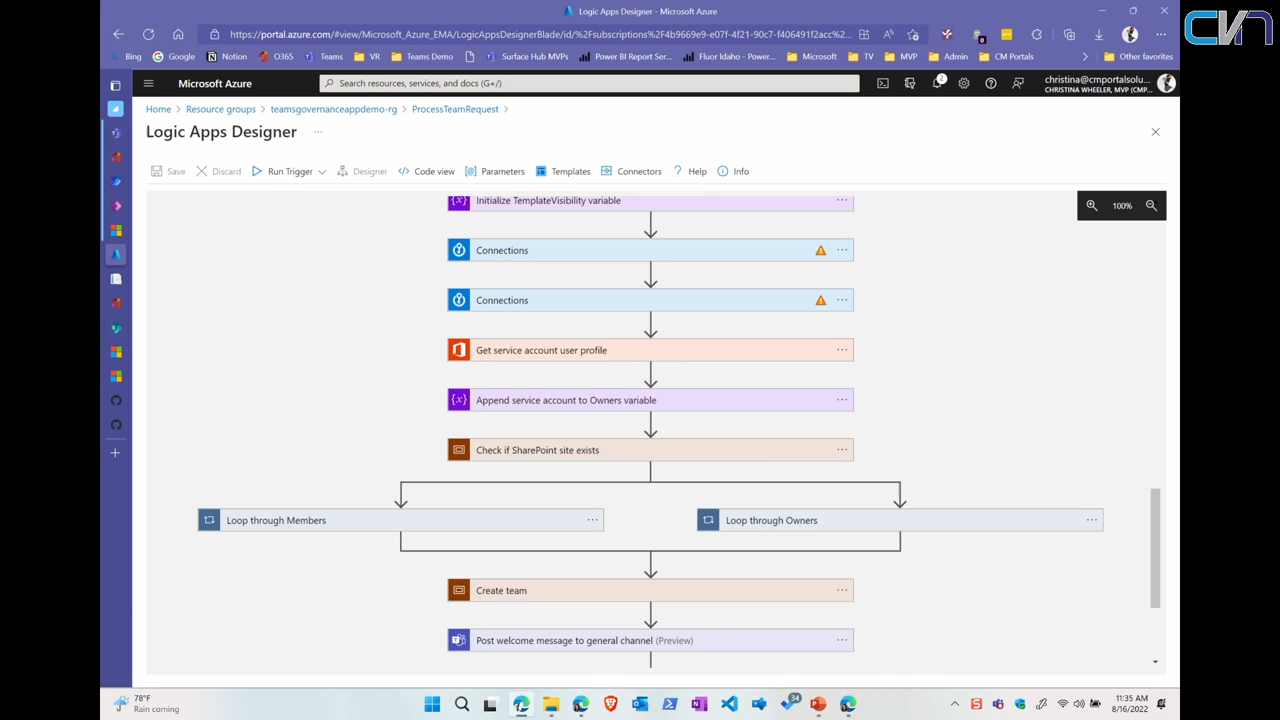 Logic Apps Designer - Microsoft Azure
CVN
https://portal.azure.com/#view/Microsoft_Azure_EMA/LogicAppsDesignerBlade/id/%2Fsubscriptions%2F4b9669e9-e07f-4f21-90c7-f406491f2acc%...
0
Bing Google Notion O365 Teams Teams Demo VR Surface Hub MVPs Power BI Report Ser... Fluor Idaho - Power... Microsoft TV MVP Admin CM Portals Other favorites
Microsoft Azure
Search resources, services, and docs (G+/)
2
christina@cmportalsolu...
CHRISTINA WHEELER, MVP (CMP...
Home > Resource groups > teamsgovernanceappdemo-rg > ProcessTeamRequest >
Logic Apps Designer ...
Save Discard Run Trigger Designer Code view Parameters Templates Connectors ? Help Info
{x} Initialize TemplateVisibility variable ...
100%
Connections ...
Connections ...
Get service account user profile ...
{x} Append service account to Owners variable ...
Check if SharePoint site exists ...
Loop through Members ...
Loop through Owners ...
Create team ...
Post welcome message to general channel (Preview) ...
78°F
Rain coming
34
11:35 AM
8/16/2022